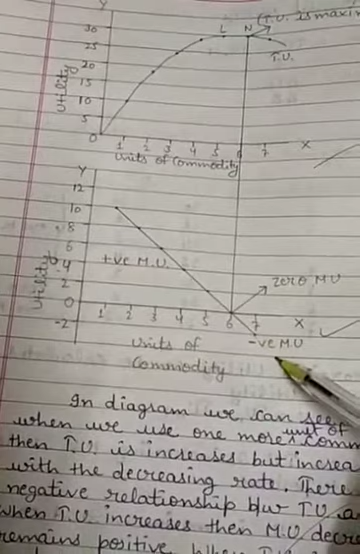 Y
(T.U. is maxim
L N
30
25
20
15
10
5
0
T.U.
Utility
1 2 3 4 5 6 7 X
Units of Commodity
Y
12
10
8
6
4
2
0
-2
+ve M.U.
Utility
zero MU
1 2 3 4 5 6 7 X
-ve MU
Units of
Commodity
In diagram we can see
when we use one more unit of comm
then T.U. is increases but increa
with the decreasing rate. There
negative relationship b/w T.U. a
when T.U. increases then M.U. decre
remains positive. When T.U.